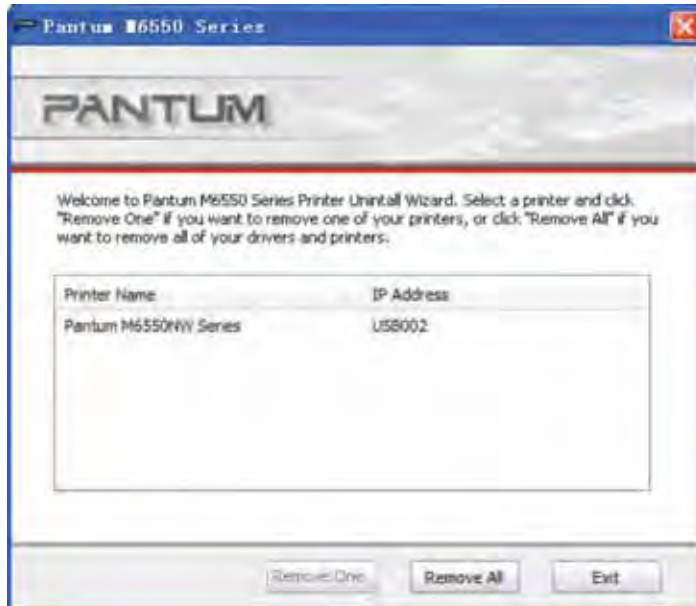 Pantum M6550 Series
PANTUM
Welcome to Pantum M6550 Series Printer Unintall Wizard. Select a printer and click
"Remove One" if you want to remove one of your printers, or click "Remove All" if you
want to remove all of your drivers and printers.
Printer Name IP Address
Pantum M6550NW Series USB002
Remove One Remove All Exit